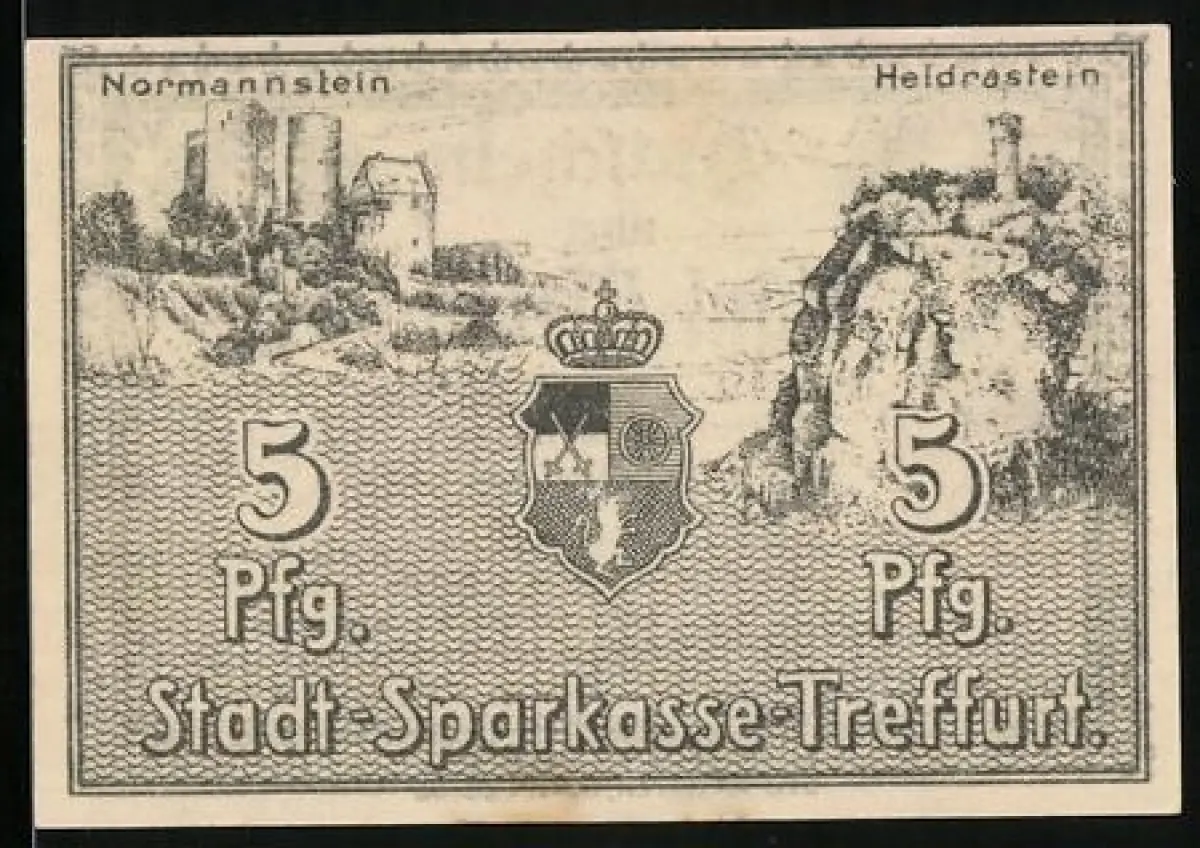 Normannstein
Heldrastein
5
Pfg.
5
Pfg.
Stadt-Sparkasse-Treffurt.